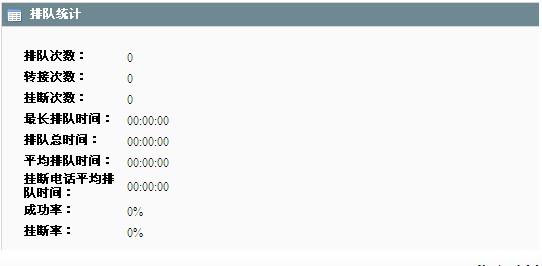 排队统计
排队次数： 0
转接次数： 0
挂断次数： 0
最长排队时间： 00:00:00
排队总时间： 00:00:00
平均排队时间： 00:00:00
挂断电话平均排
队时间： 00:00:00
成功率： 0%
挂断率： 0%